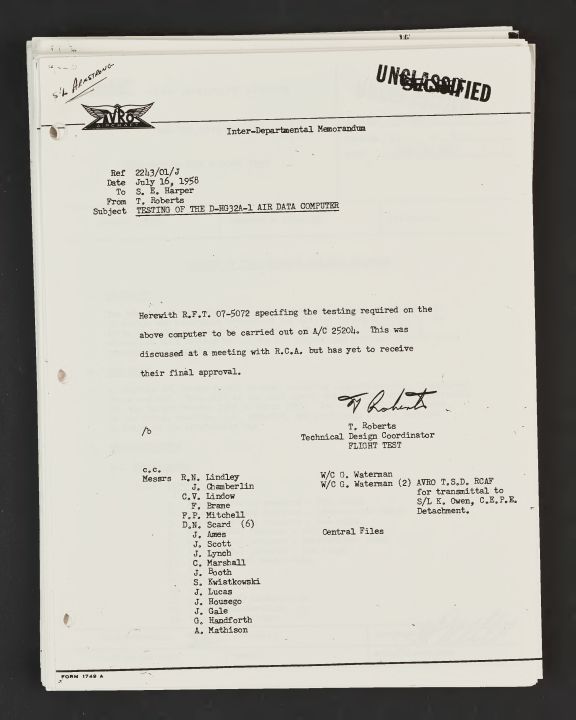 S/L ARMSTRONG
UNCLASSIFIED
AVRO
AIRCRAFT
Inter-Departmental Memorandum
Ref 2243/01/J
Date July 16, 1958
To S. E. Harper
From T. Roberts
Subject TESTING OF THE D-HG32A-1 AIR DATA COMPUTER
Herewith R.F.T. 07-5072 specifing the testing required on the
above computer to be carried out on A/C 25204. This was
discussed at a meeting with R.C.A. but has yet to receive
their final approval.
T Roberts
T. Roberts
Technical Design Coordinator
FLIGHT TEST
c.c.
Messrs R.N. Lindley
J. Chamberlin
C.V. Lindow
F. Brame
F.P. Mitchell
D.N. Scard (6)
J. Ames
J. Scott
J. Lynch
C. Marshall
J. Booth
S. Kwiatkowski
J. Lucas
J. Housego
J. Gale
G. Handforth
A. Mathison
W/C G. Waterman
W/C G. Waterman (2) AVRO T.S.D. RCAF
for transmittal to
S/L K. Owen, C.E.P.E.
Detachment.
Central Files
FORM 1749 A